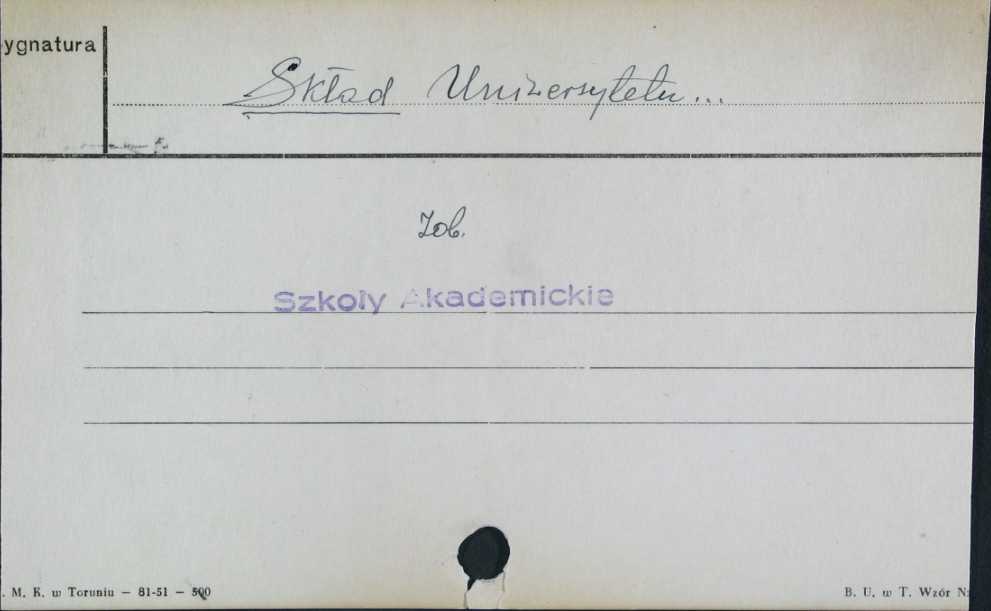 ygnatura
Skład Uniwersytetu...
Zob.
Szkoły Akademickie
. M. K. w Toruniu — 81-51 — 500
B. U. w T. Wzór N